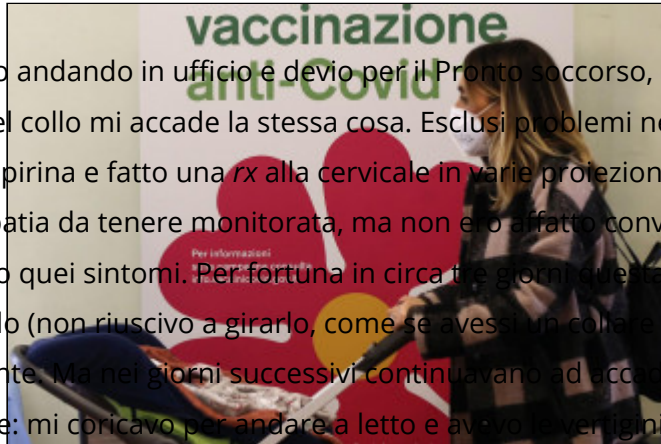 vaccinazione
o andando in ufficio e devio per il Pronto soccorso,
anti-Covid
el collo mi accade la stessa cosa. Esclusi problemi ne
pirina e fatto una rx alla cervicale in varie proiezion
atia da tenere monitorata, ma non ero affatto conv
Per informazioni
o quei sintomi. Per fortuna in circa tre giorni questa
lo (non riuscivo a girarlo, come se avessi un collare
nte. Ma nei giorni successivi continuavano ad accad
e: mi coricavo per andare a letto e avevo le vertigin